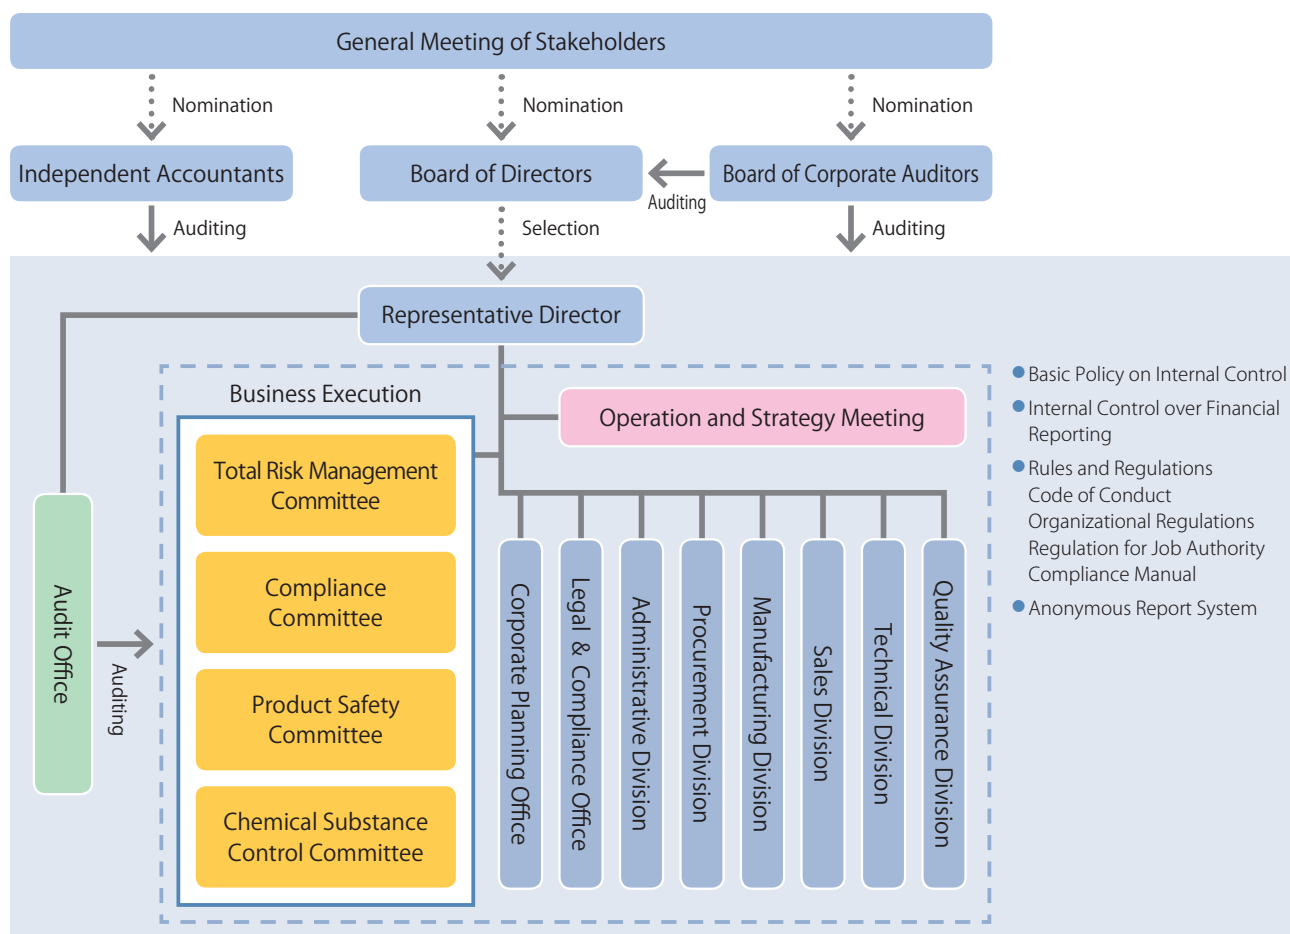 General Meeting of Stakeholders
Nomination
Nomination
Nomination
Independent Accountants
Board of Directors
Board of Corporate Auditors
Auditing
Auditing
Selection
Auditing
Representative Director
Business Execution
Operation and Strategy Meeting
Total Risk Management
Committee
Compliance
Committee
Product Safety
Committee
Chemical Substance
Control Committee
Audit Office
Auditing
Corporate Planning Office
Legal & Compliance Office
Administrative Division
Procurement Division
Manufacturing Division
Sales Division
Technical Division
Quality Assurance Division
Basic Policy on Internal Control
Internal Control over Financial
Reporting
Rules and Regulations
Code of Conduct
Organizational Regulations
Regulation for Job Authority
Compliance Manual
Anonymous Report System